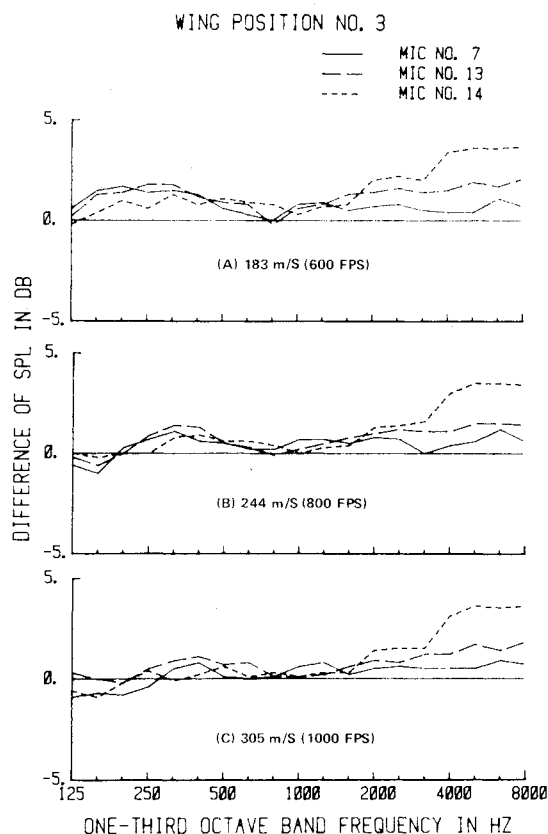 WING POSITION NO. 3
MIC NO. 7
MIC NO. 13
MIC NO. 14
DIFFERENCE OF SPL IN DB
5.
0.
-5.
(A) 183 m/S (600 FPS)
5.
0.
-5.
(B) 244 m/S (800 FPS)
5.
0.
-5.
(C) 305 m/S (1000 FPS)
125 250 500 1000 2000 4000 8000
ONE-THIRD OCTAVE BAND FREQUENCY IN HZ